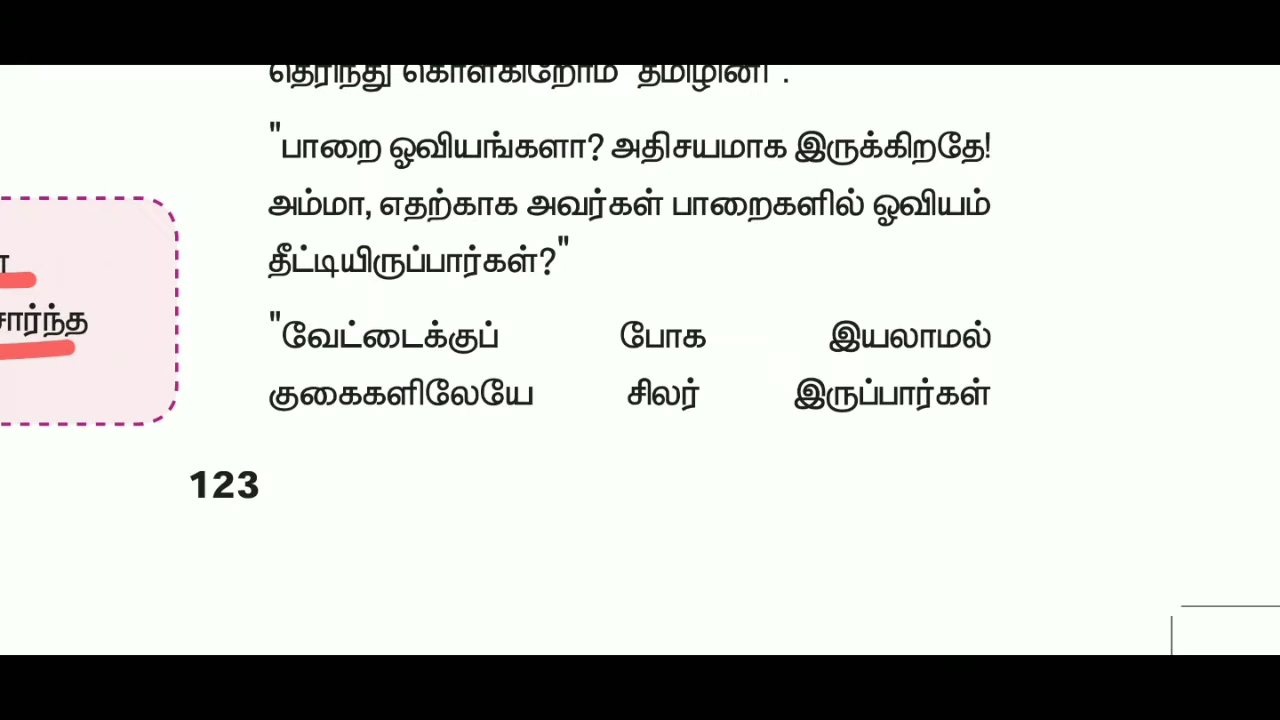 தெரிந்து கொள்கிறோம் தமிழினி".
"பாறை ஓவியங்களா? அதிசயமாக இருக்கிறதே!
அம்மா, எதற்காக அவர்கள் பாறைகளில் ஓவியம்
தீட்டியிருப்பார்கள்?"
"வேட்டைக்குப் போக இயலாமல்
குகைகளிலேயே சிலர் இருப்பார்கள்
சார்ந்த
123